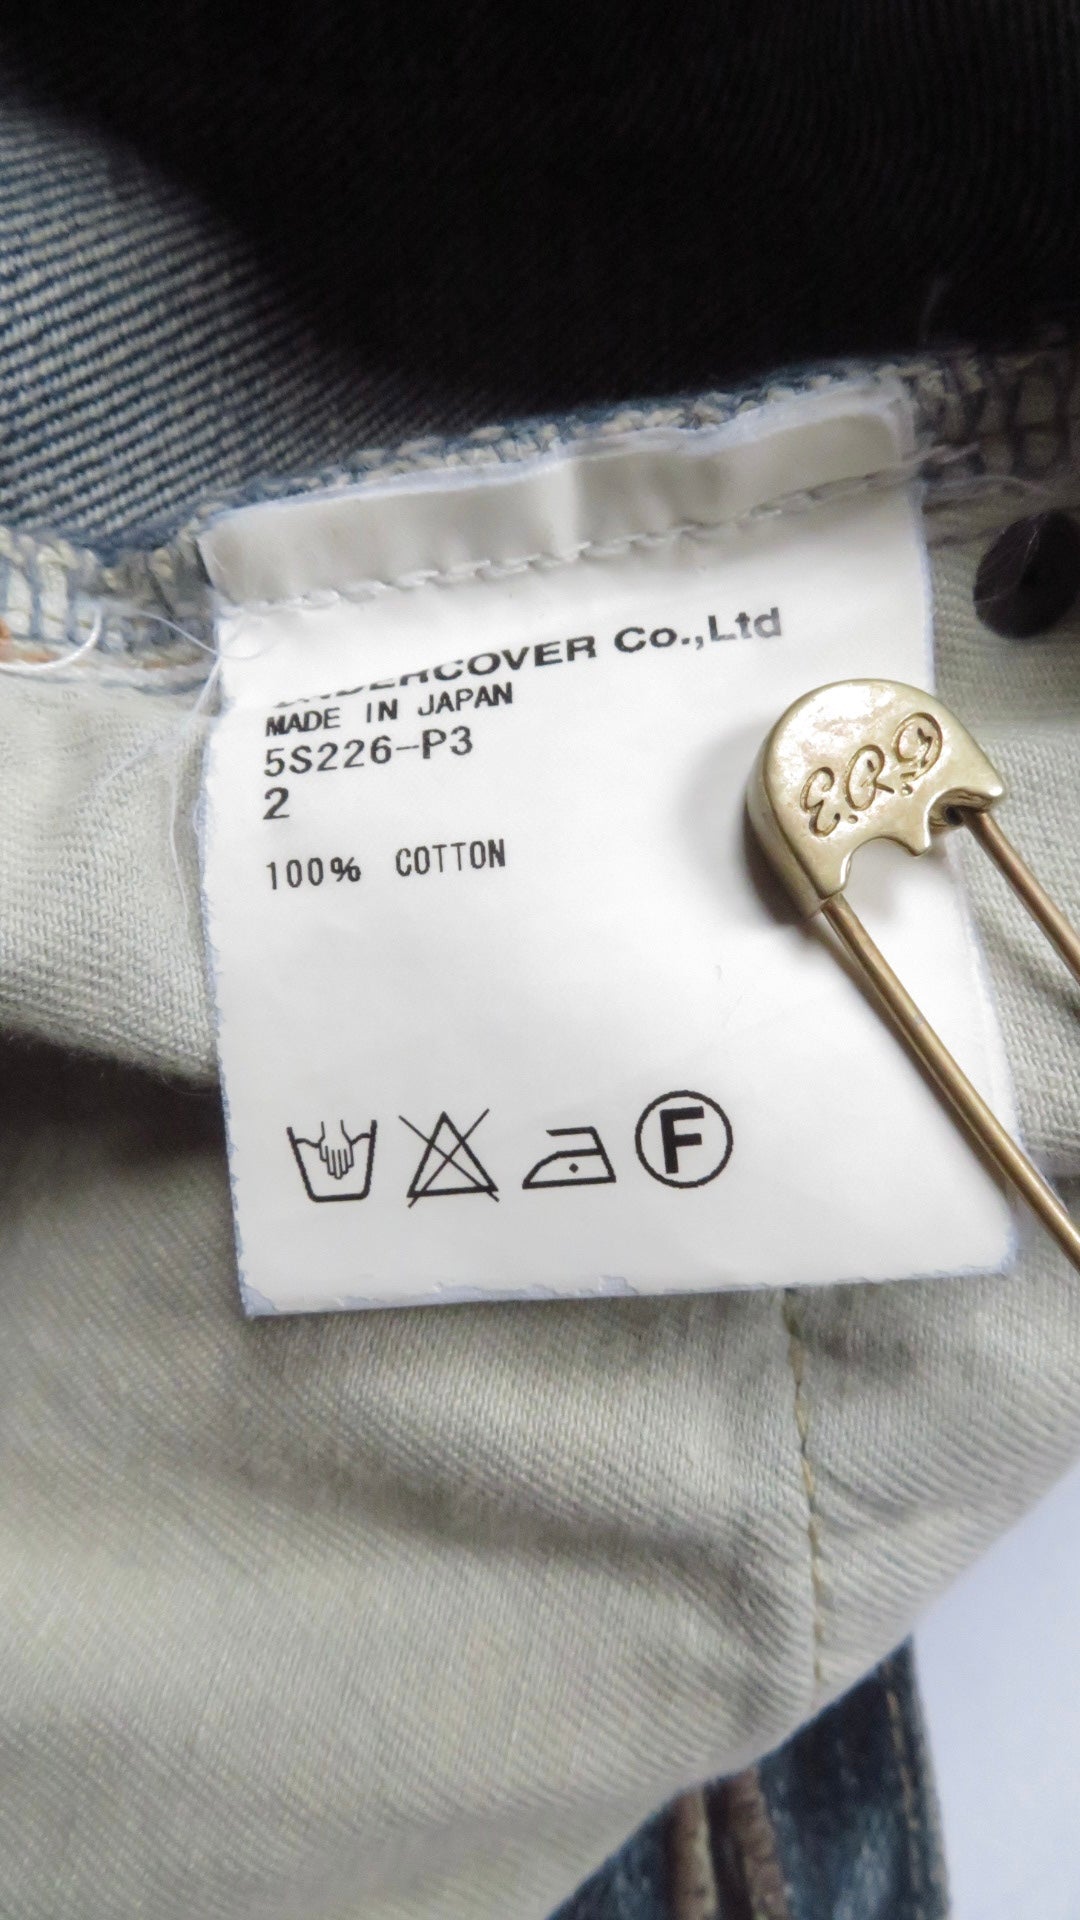 UNDERCOVER Co.,Ltd
MADE IN JAPAN
5S226-P3
2
100% COTTON
F
E.R.D